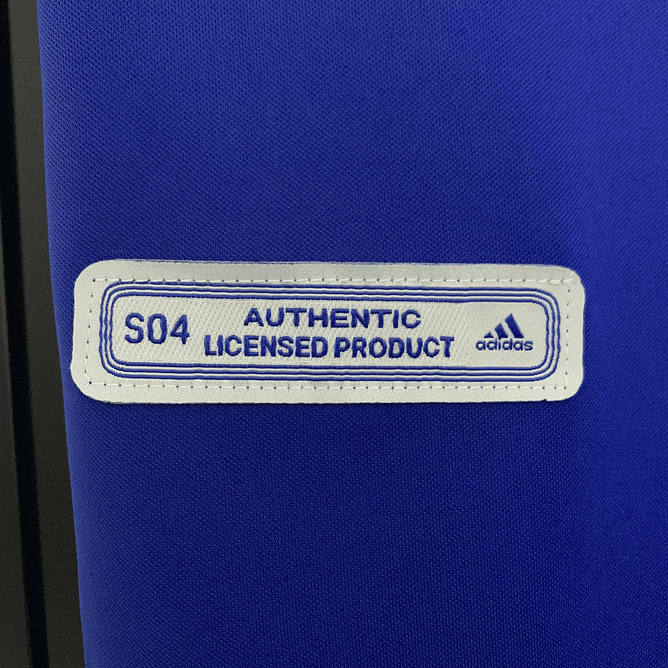 S04
AUTHENTIC
LICENSED PRODUCT
adidas